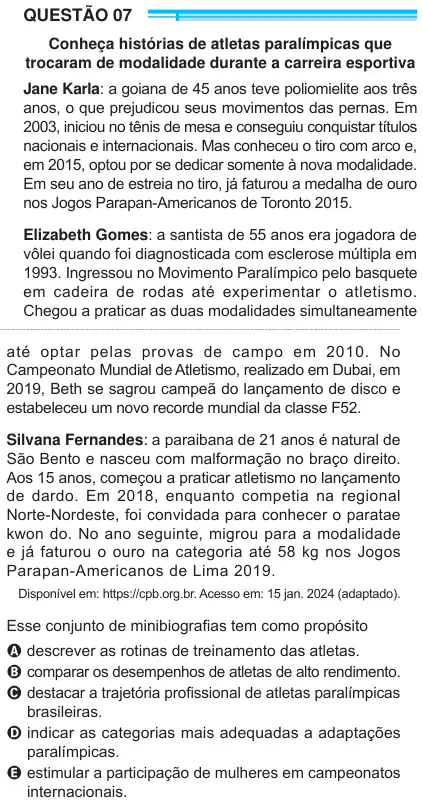 QUESTÃO 07
Conheça histórias de atletas paralímpicas que
trocaram de modalidade durante a carreira esportiva
Jane Karla: a goiana de 45 anos teve poliomielite aos três
anos, o que prejudicou seus movimentos das pernas. Em
2003, iniciou no tênis de mesa e conseguiu conquistar títulos
nacionais e internacionais. Mas conheceu o tiro com arco e,
em 2015, optou por se dedicar somente à nova modalidade.
Em seu ano de estreia no tiro, já faturou a medalha de ouro
nos Jogos Parapan-Americanos de Toronto 2015.
Elizabeth Gomes: a santista de 55 anos era jogadora de
vôlei quando foi diagnosticada com esclerose múltipla em
1993. Ingressou no Movimento Paralímpico pelo basquete
em cadeira de rodas até experimentar o atletismo.
Chegou a praticar as duas modalidades simultaneamente
até optar pelas provas de campo em 2010. No
Campeonato Mundial de Atletismo, realizado em Dubai, em
2019, Beth se sagrou campeã do lançamento de disco e
estabeleceu um novo recorde mundial da classe F52.
Silvana Fernandes: a paraibana de 21 anos é natural de
São Bento e nasceu com malformação no braço direito.
Aos 15 anos, começou a praticar atletismo no lançamento
de dardo. Em 2018, enquanto competia na regional
Norte-Nordeste, foi convidada para conhecer o paratae
kwon do. No ano seguinte, migrou para a modalidade
e já faturou o ouro na categoria até 58 kg nos Jogos
Parapan-Americanos de Lima 2019.
Disponível em: https://cpb.org.br. Acesso em: 15 jan. 2024 (adaptado).
Esse conjunto de minibiografias tem como propósito
A descrever as rotinas de treinamento das atletas.
B comparar os desempenhos de atletas de alto rendimento.
C destacar a trajetória profissional de atletas paralímpicas
brasileiras.
D indicar as categorias mais adequadas a adaptações
paralímpicas.
E estimular a participação de mulheres em campeonatos
internacionais.